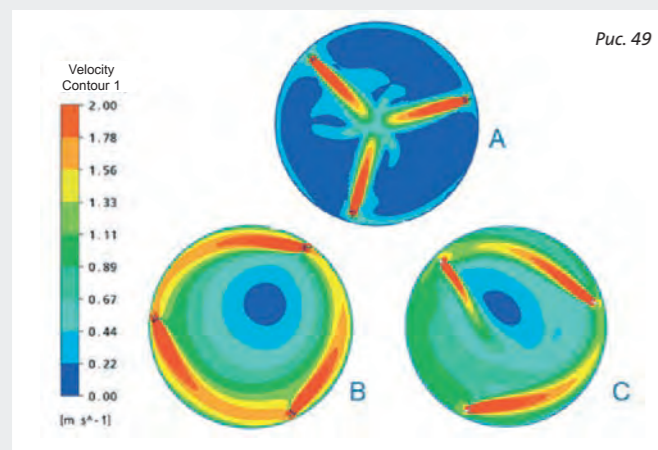 Рис. 49
Velocity
Contour 1
2.00
1.78
1.56
1.33
1.11
0.89
0.67
0.44
0.22
0.00
[m s^-1]
A
B
C